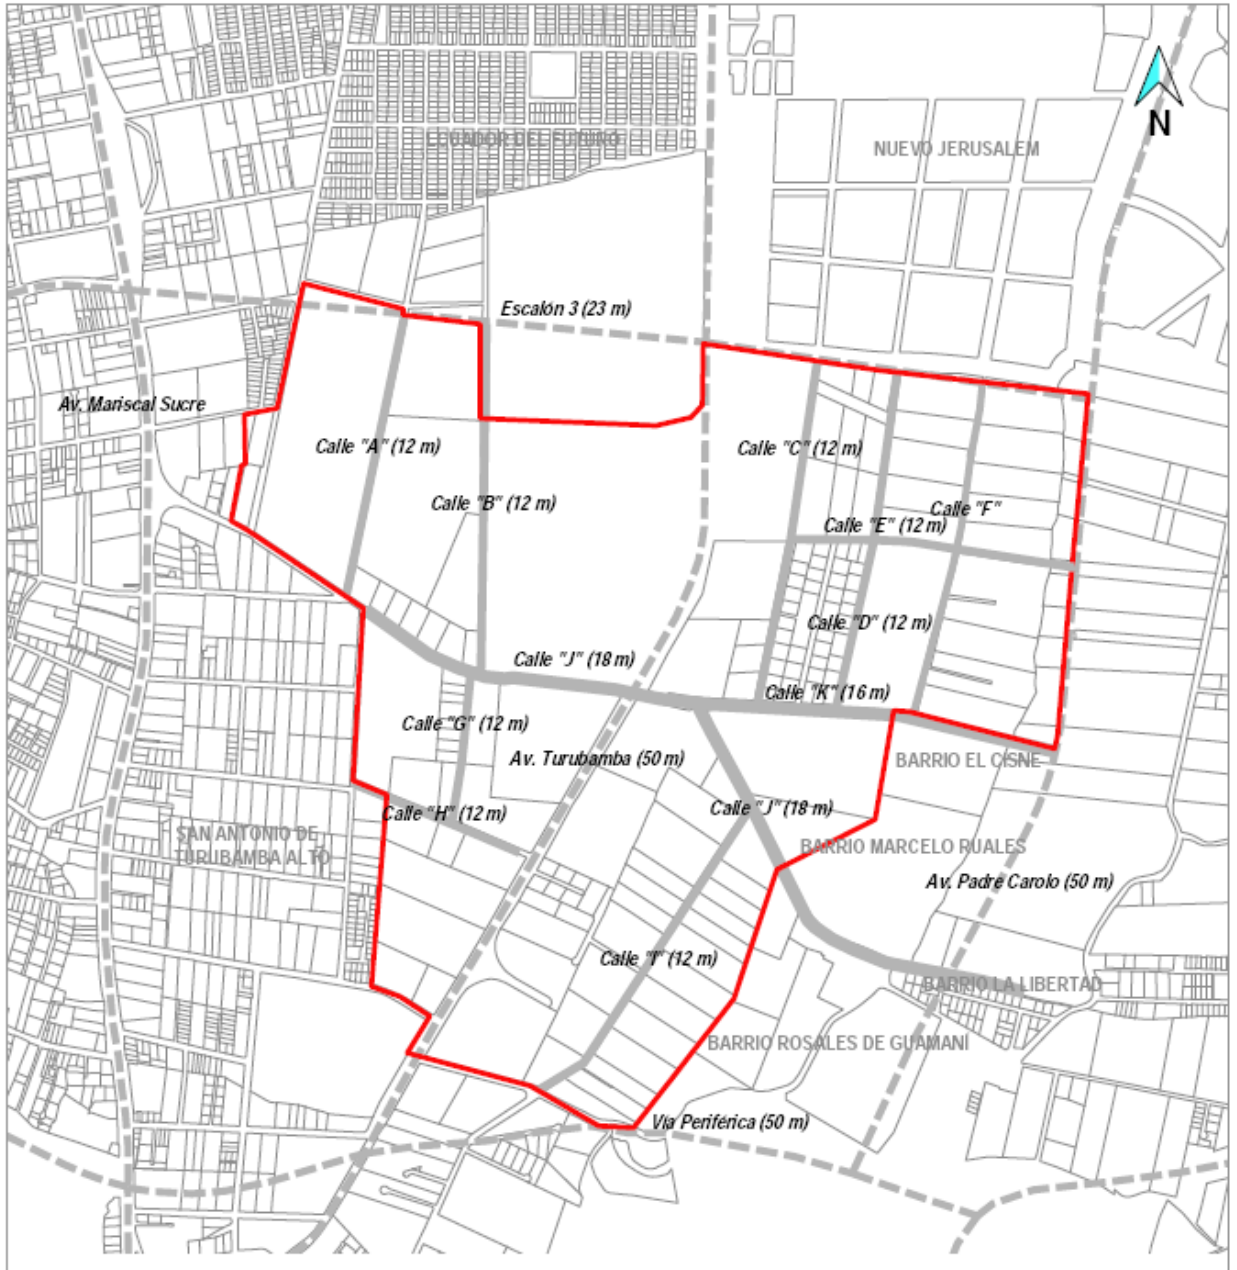 ECUADOR DEL FUTURO
NUEVO JERUSALEM
N
Escalón 3 (23 m)
Av. Mariscal Sucre
Calle "A" (12 m)
Calle "C" (12 m)
Calle "B" (12 m)
Calle "F"
Calle "E" (12 m)
Calle "D" (12 m)
Calle "J" (18 m)
Calle "K" (16 m)
Calle "G" (12 m)
Av. Turubamba (50 m)
BARRIO EL CISNE
Calle "H" (12 m)
Calle "J" (18 m)
SAN ANTONIO DE
TURUBAMBA ALTO
BARRIO MARCELO RUALES
Av. Padre Carolo (50 m)
Calle "I" (12 m)
BARRIO LA LIBERTAD
BARRIO ROSALES DE GUAMANÍ
Vía Periférica (50 m)